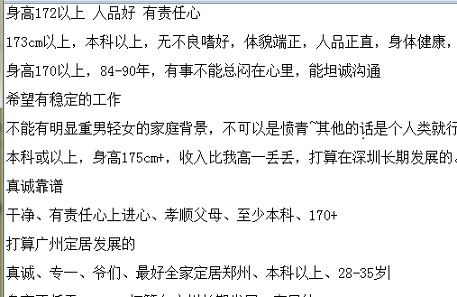 身高172以上 人品好 有责任心
173cm以上，本科以上，无不良嗜好，体貌端正，人品正直，身体健康，
身高170以上，84-90年，有事不能总闷在心里，能坦诚沟通
希望有稳定的工作
不能有明显重男轻女的家庭背景，不可以是愤青~其他的话是个人类就行
本科或以上，身高175cm+，收入比我高一丢丢，打算在深圳长期发展的。
真诚靠谱
干净、有责任心上进心、孝顺父母、至少本科、170+
打算广州定居发展的
真诚、专一、爷们、最好全家定居郑州、本科以上、28-35岁